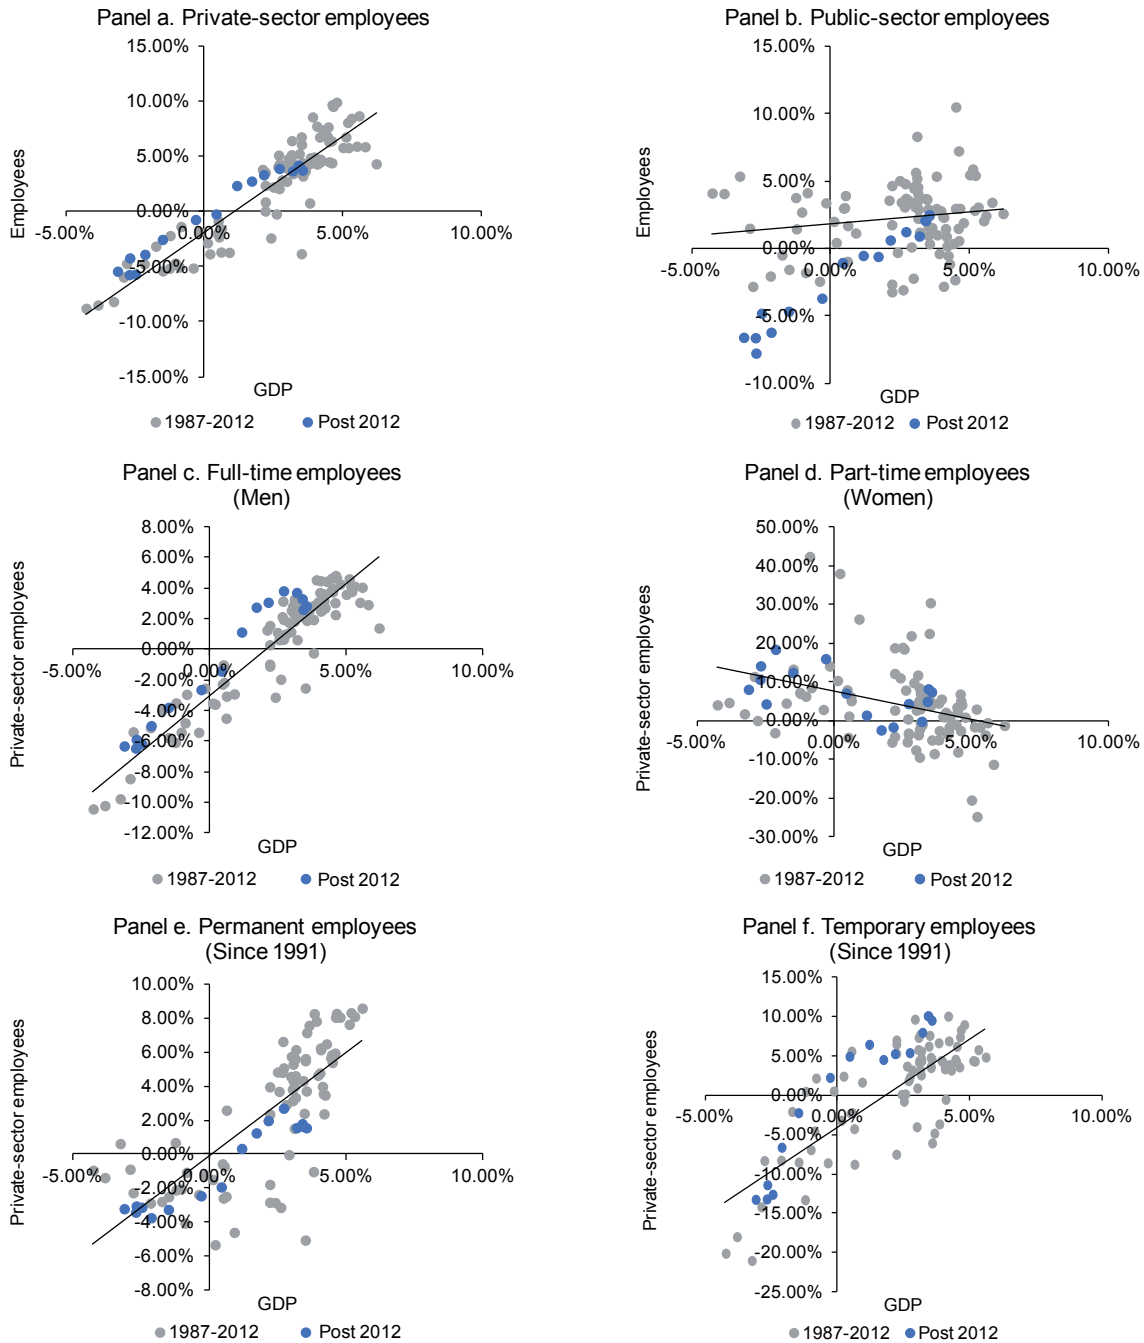 Panel a. Private-sector employees
15.00%
10.00%
5.00%
0.00%
-5.00%
0.00%
5.00%
10.00%
-5.00%
-10.00%
-15.00%
Employees
GDP
1987-2012
Post 2012
Panel b. Public-sector employees
15.00%
10.00%
5.00%
0.00%
-5.00%
0.00%
5.00%
10.00%
-5.00%
-10.00%
Employees
GDP
1987-2012
Post 2012
Panel c. Full-time employees
(Men)
8.00%
6.00%
4.00%
2.00%
0.00%
-5.00%
0.00%
5.00%
10.00%
-2.00%
-4.00%
-6.00%
-8.00%
-10.00%
-12.00%
Private-sector employees
GDP
1987-2012
Post 2012
Panel d. Part-time employees
(Women)
50.00%
40.00%
30.00%
20.00%
10.00%
0.00%
-5.00%
0.00%
5.00%
10.00%
-10.00%
-20.00%
-30.00%
Private-sector employees
GDP
1987-2012
Post 2012
Panel e. Permanent employees
(Since 1991)
10.00%
8.00%
6.00%
4.00%
2.00%
0.00%
-5.00%
0.00%
5.00%
10.00%
-2.00%
-4.00%
-6.00%
-8.00%
Private-sector employees
GDP
1987-2012
Post 2012
Panel f. Temporary employees
(Since 1991)
15.00%
10.00%
5.00%
0.00%
-5.00%
0.00%
5.00%
10.00%
-5.00%
-10.00%
-15.00%
-20.00%
-25.00%
Private-sector employees
GDP
1987-2012
Post 2012